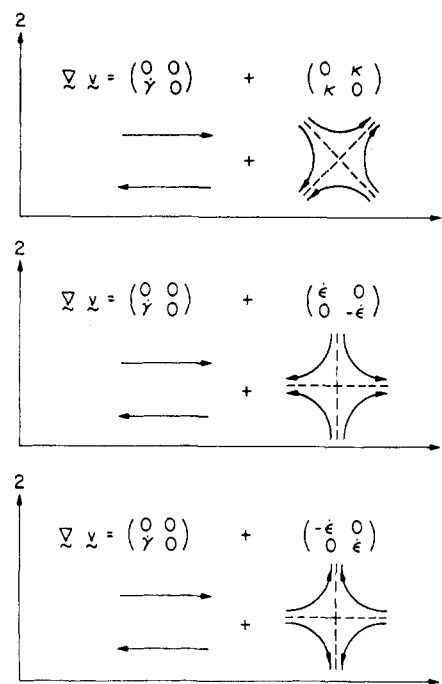 2
∇ v = (0 0 / γ̇ 0) + (0 κ / κ 0)
+
2
∇ v = (0 0 / γ̇ 0) + (ε̇ 0 / 0 -ε̇)
+
2
∇ v = (0 0 / γ̇ 0) + (-ε̇ 0 / 0 ε̇)
+